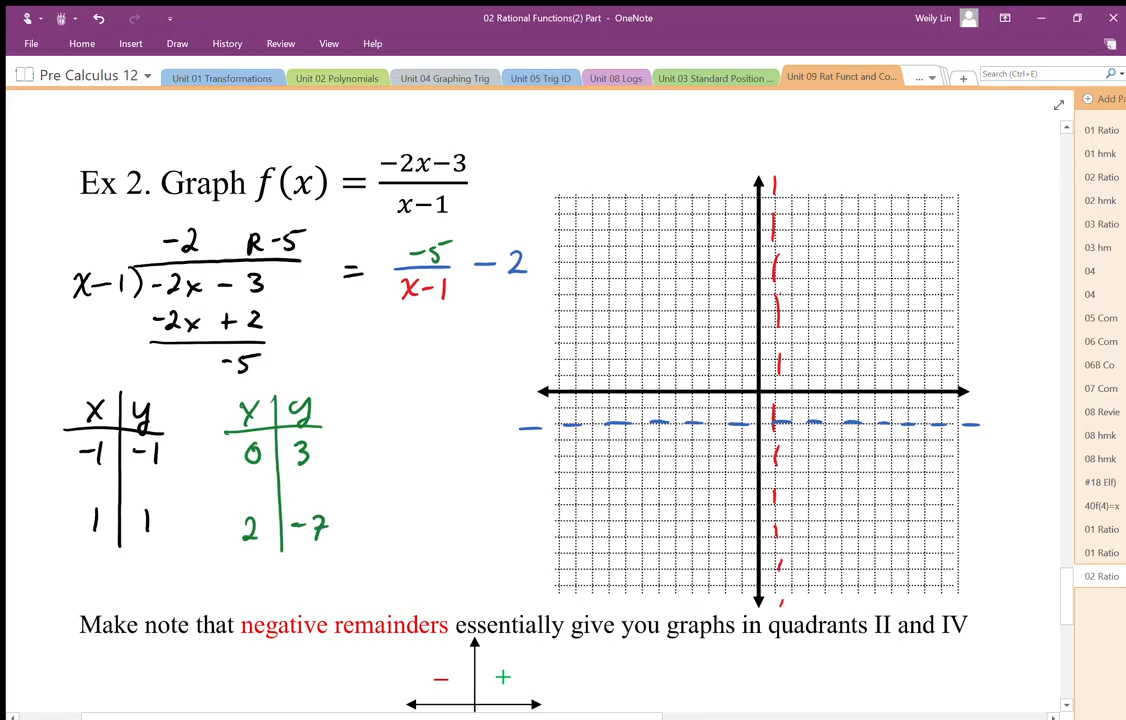 02 Rational Functions(2) Part - OneNote
Weily Lin
File Home Insert Draw History Review View Help
Pre Calculus 12
Unit 01 Transformations
Unit 02 Polynomials
Unit 04 Graphing Trig
Unit 05 Trig ID
Unit 08 Logs
Unit 03 Standard Position ...
Unit 09 Rat Funct and Co...
...
Search (Ctrl+E)
Add Pa
01 Ratio
01 hmk
02 Ratio
02 hmk
03 Ratio
03 hm
04
04
05 Com
06 Com
06B Co
07 Com
08 Revie
08 hmk
08 hmk
#18 Elf)
40f(4)=x
01 Ratio
01 Ratio
02 Ratio
Ex 2. Graph f(x) = −2x−3 / x−1
-2 R -5
x-1 ) -2x - 3
-2x + 2
-5
= -5 / x-1 - 2
x y
-1 -1
1 1
x y
0 3
2 -7
Make note that negative remainders essentially give you graphs in quadrants II and IV
− +